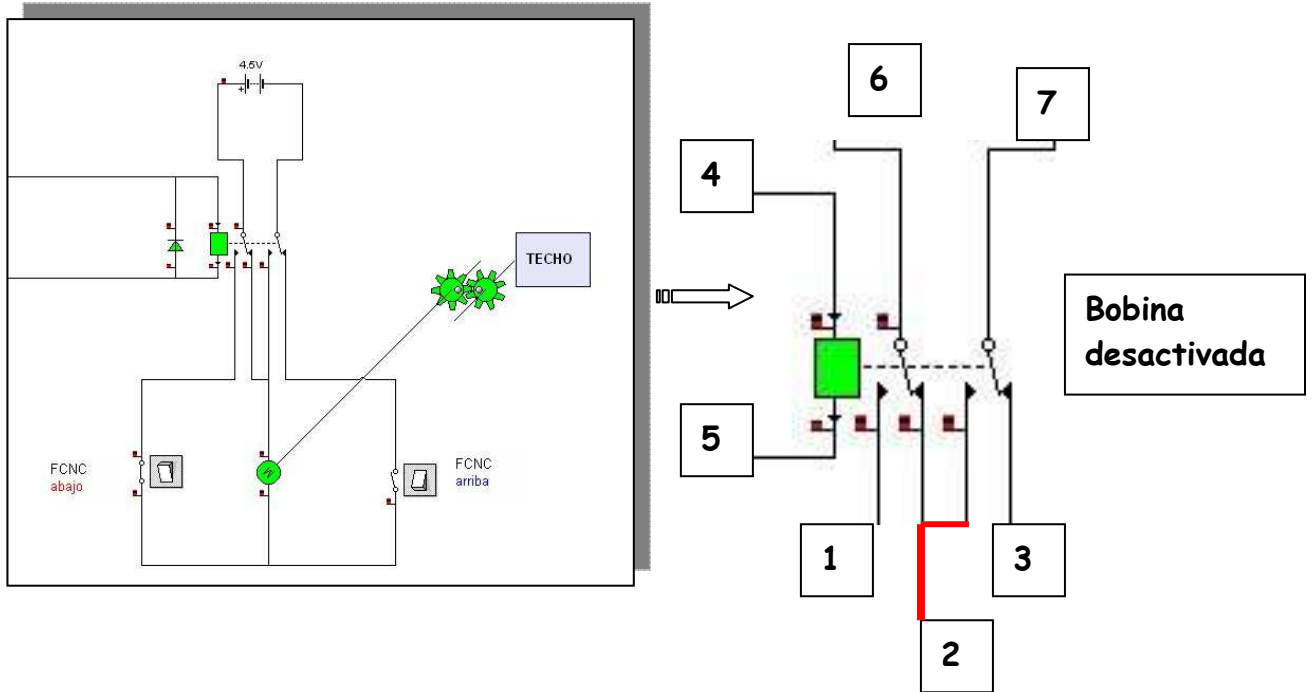 4.5V
+
TECHO
FCNC
abajo
FCNC
arriba
6
7
4
5
Bobina
desactivada
1
3
2